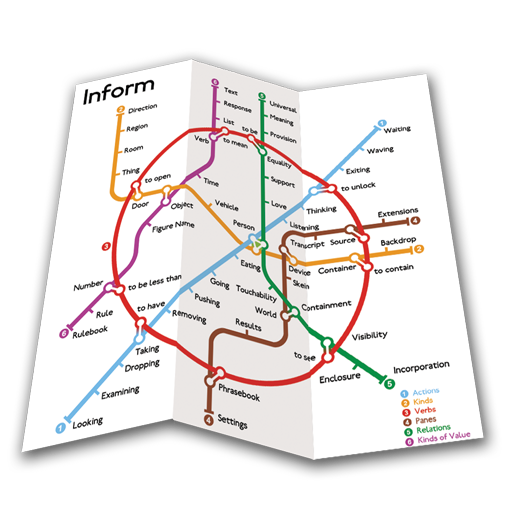 Inform
2
Direction
Region
Room
Thing
to open
Door
Object
Figure Name
3
Number
to be less than
Rule
6
Rulebook
to have
Taking
Removing
Dropping
Examining
1
Looking
6
Text
Response
List
Verb
to mean
to be
Time
Vehicle
Person
Eating
Going
Pushing
Touchability
World
Results
Phrasebook
4
Settings
5
Universal
Meaning
Provision
Equality
Support
Love
Listening
Thinking
Transcript
Source
Device
Skein
Containment
Container
to contain
to see
Visibility
Enclosure
5
Incorporation
1
Waiting
Waving
Exiting
to unlock
Extensions
4
Backdrop
2
1 Actions
2 Kinds
3 Verbs
4 Panes
5 Relations
6 Kinds of Value